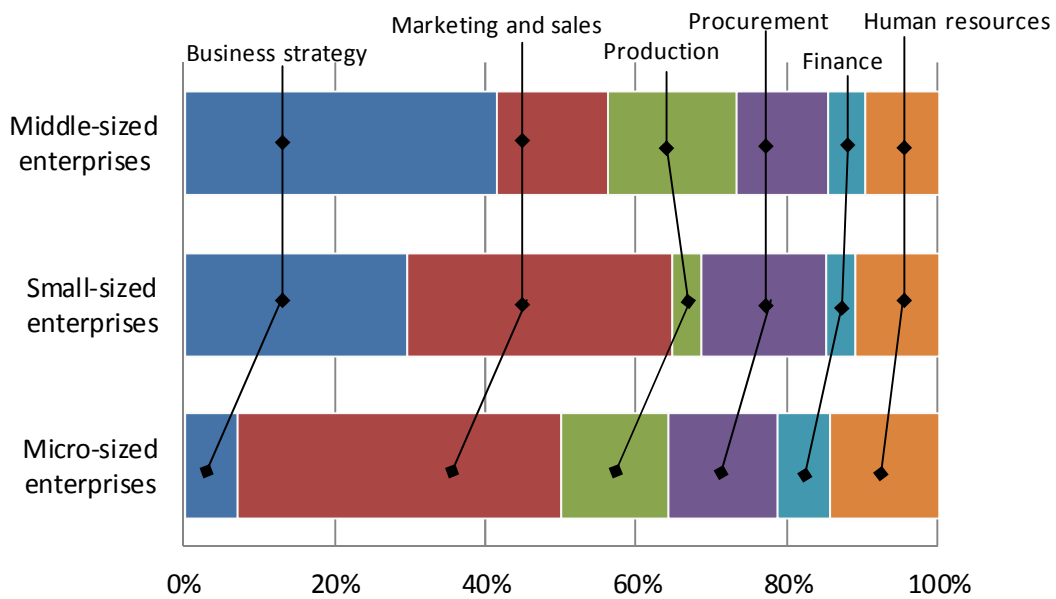 Marketing and sales
Procurement
Human resources
Business strategy
Production
Finance
Middle-sized
enterprises
Small-sized
enterprises
Micro-sized
enterprises
0%
20%
40%
60%
80%
100%